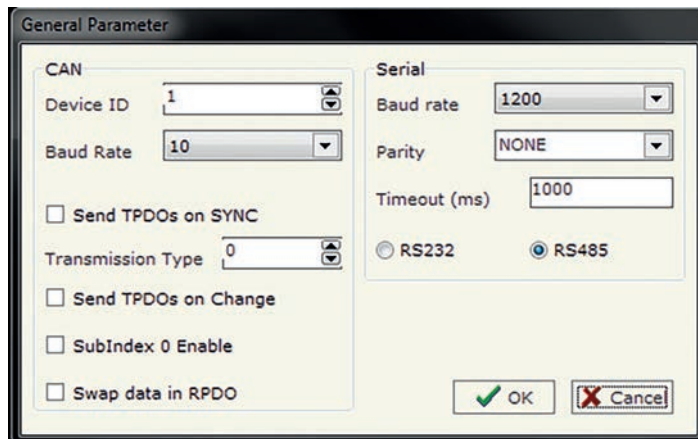 General Parameter
CAN
Device ID 1
Baud Rate 10
Send TPDOs on SYNC
Transmission Type 0
Send TPDOs on Change
SubIndex 0 Enable
Swap data in RPDO
Serial
Baud rate 1200
Parity NONE
Timeout (ms) 1000
RS232 RS485
OK Cancel